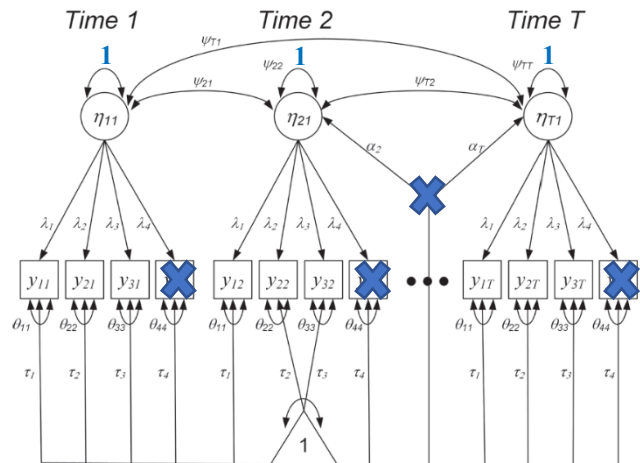 Time 1 Time 2 Time T
ψT1
1 ψ22 1 ψTT 1
ψ21 ψT2
η11 η21 ηT1
α2 αT
λ1 λ2 λ3 λ4 λ1 λ2 λ3 λ4 λ1 λ2 λ3 λ4
y11 y21 y31 y12 y22 y32 y1T y2T y3T
θ11 θ22 θ33 θ44 θ11 θ22 θ33 θ44 θ11 θ22 θ33 θ44
τ1 τ2 τ3 τ4 τ1 τ2 τ3 τ4 τ1 τ2 τ3 τ4
1